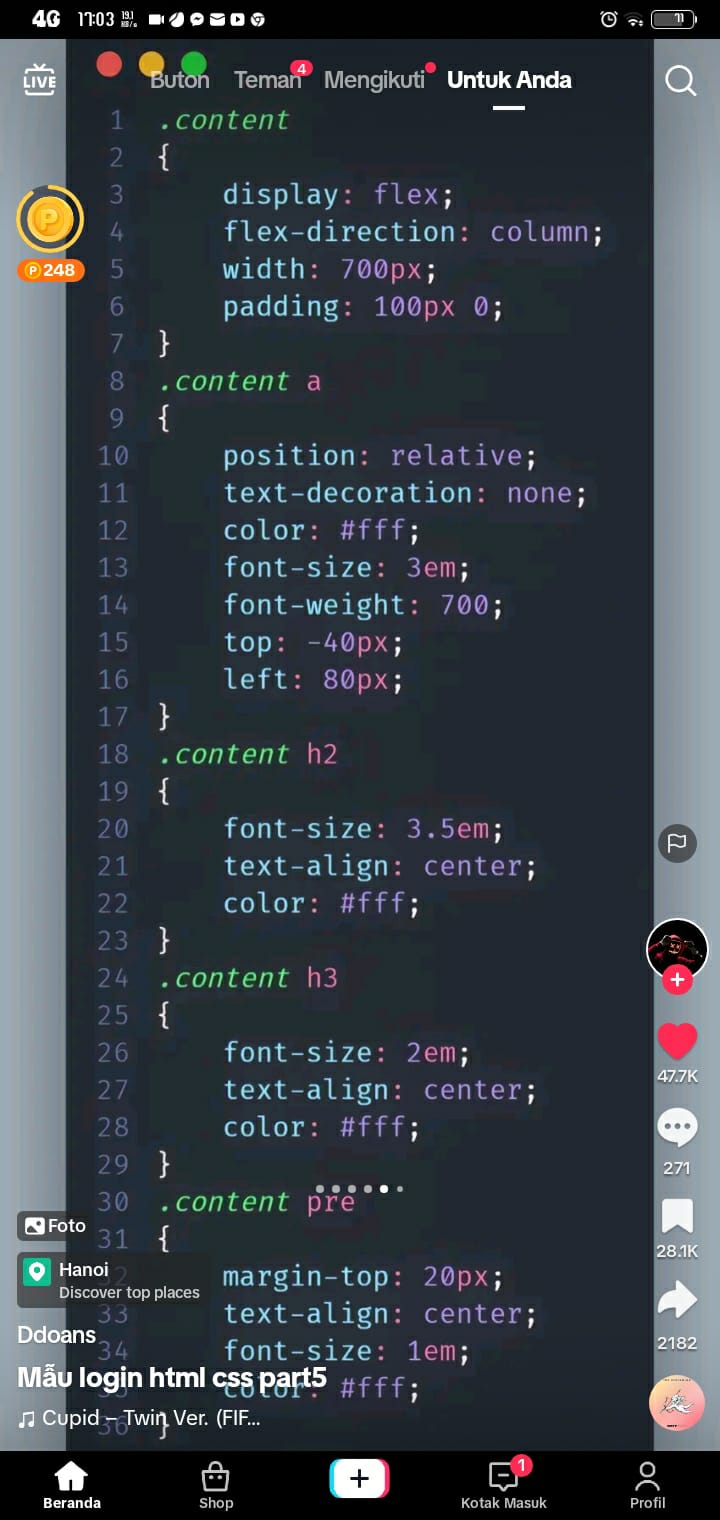 4G 17:03 19.1 KB/s 71
LIVE Buton Teman 4 Mengikuti Untuk Anda
1 .content
2 {
P 3 display: flex;
4 flex-direction: column;
P 248 5 width: 700px;
6 padding: 100px 0;
7 }
8 .content a
9 {
10 position: relative;
11 text-decoration: none;
12 color: #fff;
13 font-size: 3em;
14 font-weight: 700;
15 top: -40px;
16 left: 80px;
17 }
18 .content h2
19 {
20 font-size: 3.5em;
21 text-align: center;
22 color: #fff;
23 }
24 .content h3
25 {
26 font-size: 2em;
27 text-align: center;
28 color: #fff;
29 }
30 .content pre
31 {
32 margin-top: 20px;
33 text-align: center;
34 font-size: 1em;
35 color: #fff;
36 }
47.7K
271
28.1K
2182
Foto
Hanoi
Discover top places
Ddoans
Mẫu login html css part5
Cupid – Twin Ver. (FIF...
Beranda Shop Kotak Masuk 1 Profil